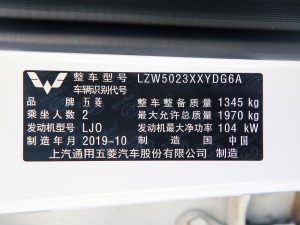 整车型号 LZW5023XXYDG6A
车辆识别代号
品牌 五菱 整车整备质量 1345 kg
乘坐人数 2 最大允许总质量 1970 kg
发动机型号 LJO 发动机最大净功率 104 kW
制造年月 2019-10 制造国 中国
上汽通用五菱汽车股份有限公司 制造